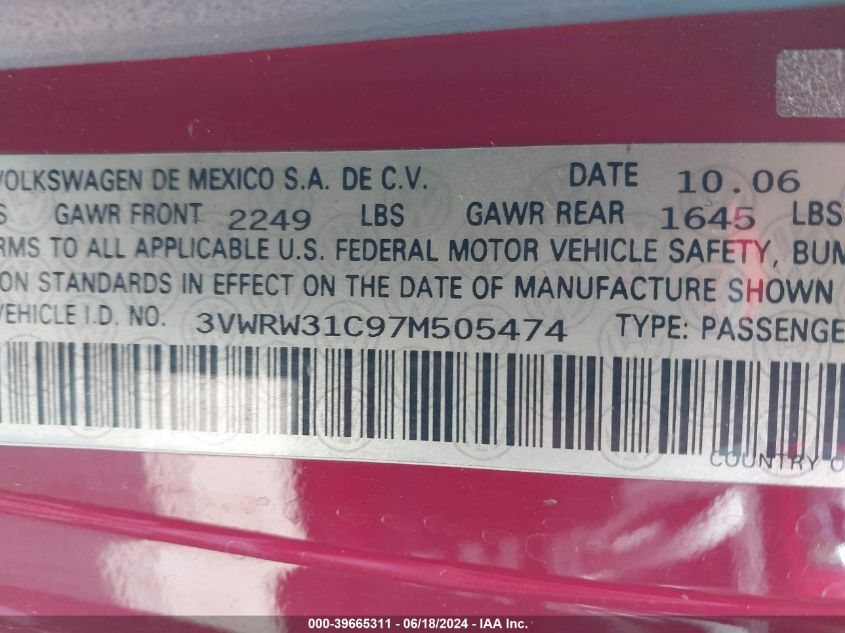 VOLKSWAGEN DE MEXICO S.A. DE C.V. DATE 10.06
S GAWR FRONT 2249 LBS GAWR REAR 1645 LBS
RMS TO ALL APPLICABLE U.S. FEDERAL MOTOR VEHICLE SAFETY, BUM
ON STANDARDS IN EFFECT ON THE DATE OF MANUFACTURE SHOWN
VEHICLE I.D. NO. 3VWRW31C97M505474 TYPE: PASSENGE
COUNTRY O
000-39665311 / 06/18/2024 - IAA Inc.